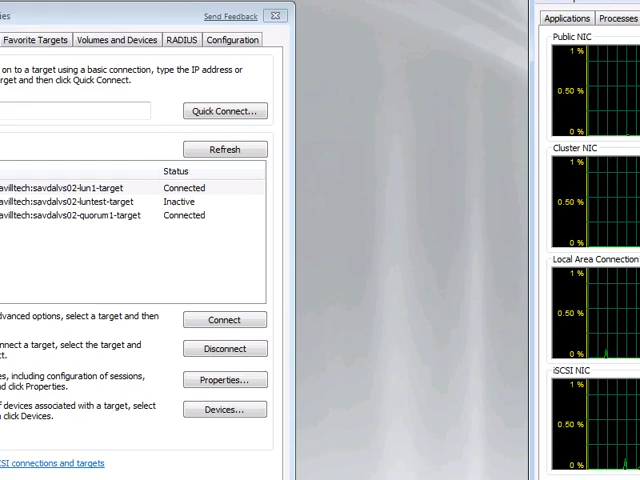 ies
Send Feedback
Favorite Targets
Volumes and Devices
RADIUS
Configuration
on to a target using a basic connection, type the IP address or
rget and then click Quick Connect.
Quick Connect...
Refresh
Status
avilltech:savdalvs02-lun1-target
Connected
avilltech:savdalvs02-luntest-target
Inactive
avilltech:savdalvs02-quorum1-target
Connected
dvanced options, select a target and then
Connect
nnect a target, select the target and
ct.
Disconnect
es, including configuration of sessions,
nd click Properties.
Properties...
f devices associated with a target, select
n click Devices.
Devices...
CSI connections and targets
Applications
Processes
Public NIC
1 %
0.50 %
0 %
Cluster NIC
1 %
0.50 %
0 %
Local Area Connection
1 %
0.50 %
0 %
iSCSI NIC
1 %
0.50 %
0 %